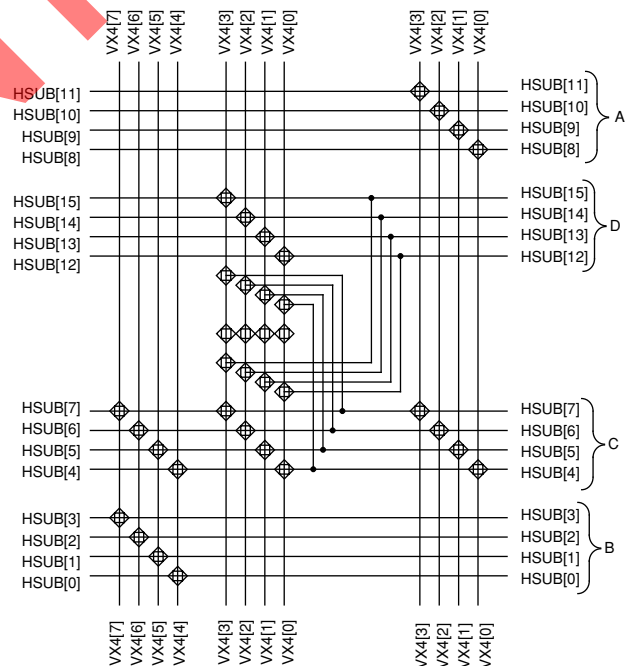 VX4[7] VX4[6] VX4[5] VX4[4] VX4[3] VX4[2] VX4[1] VX4[0] VX4[3] VX4[2] VX4[1] VX4[0]
HSUB[11] HSUB[11]
HSUB[10] HSUB[10]
HSUB[9] HSUB[9]
HSUB[8] HSUB[8]
A
HSUB[15] HSUB[15]
HSUB[14] HSUB[14]
HSUB[13] HSUB[13]
HSUB[12] HSUB[12]
D
HSUB[7] HSUB[7]
HSUB[6] HSUB[6]
HSUB[5] HSUB[5]
HSUB[4] HSUB[4]
C
HSUB[3] HSUB[3]
HSUB[2] HSUB[2]
HSUB[1] HSUB[1]
HSUB[0] HSUB[0]
B
VX4[7] VX4[6] VX4[5] VX4[4] VX4[3] VX4[2] VX4[1] VX4[0] VX4[3] VX4[2] VX4[1] VX4[0]